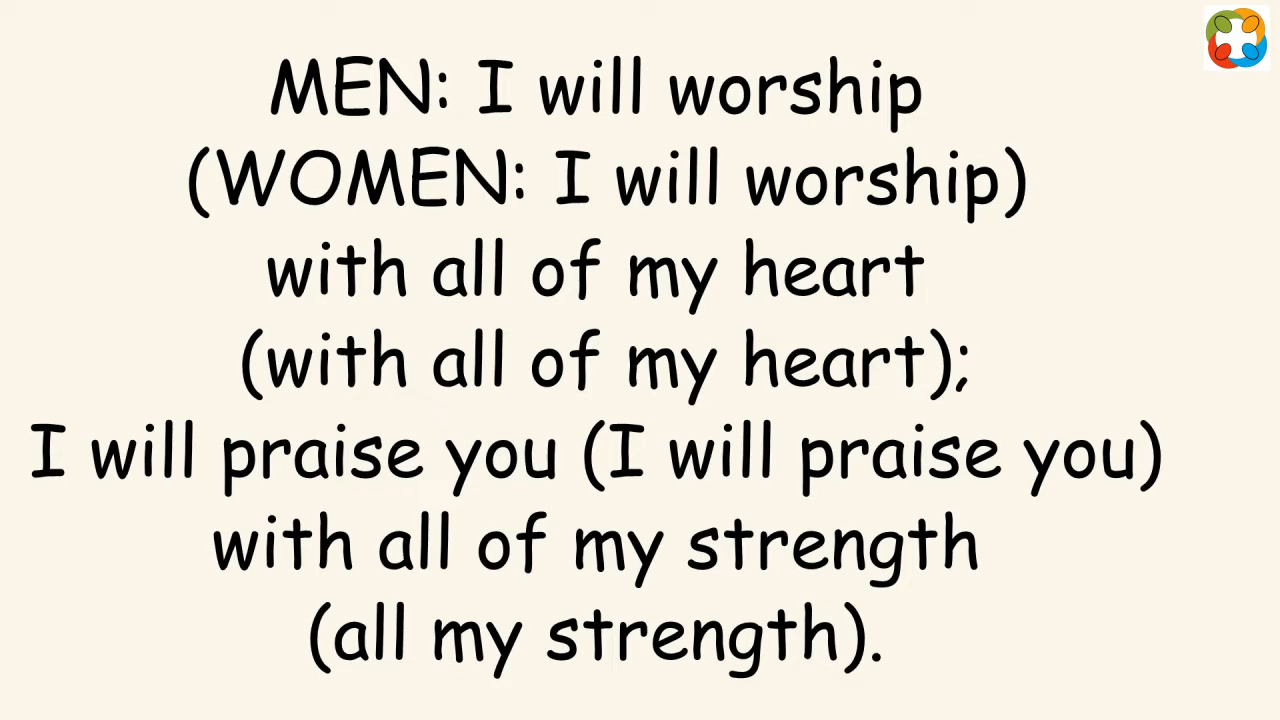 MEN: I will worship
(WOMEN: I will worship)
with all of my heart
(with all of my heart);
I will praise you (I will praise you)
with all of my strength
(all my strength).